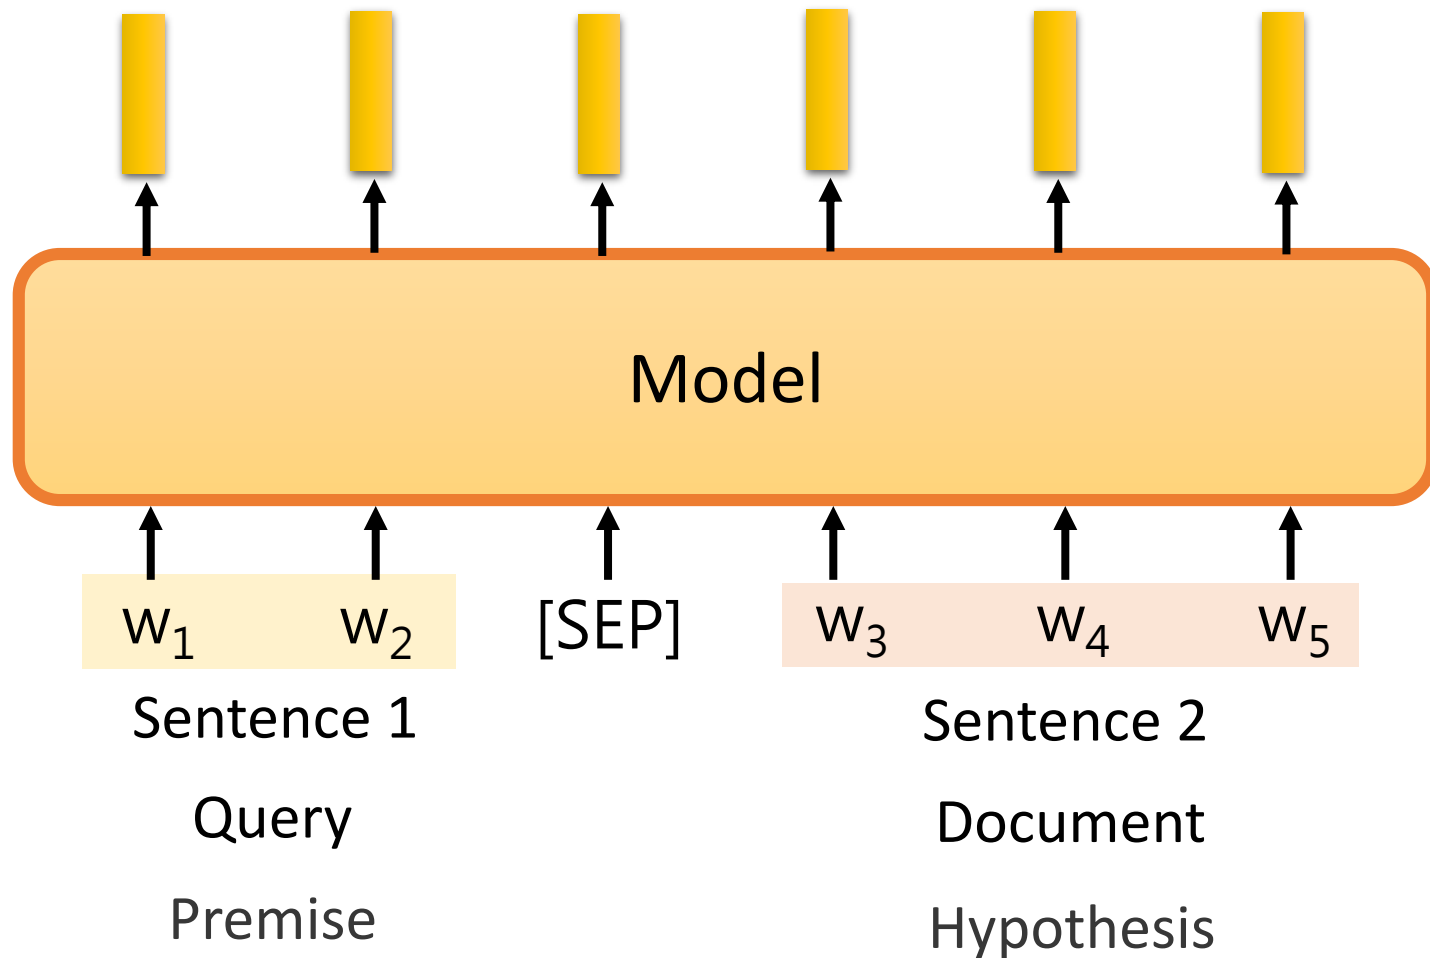 Model
w₁ w₂ [SEP] w₃ w₄ w₅
Sentence 1 Sentence 2
Query Document
Premise Hypothesis